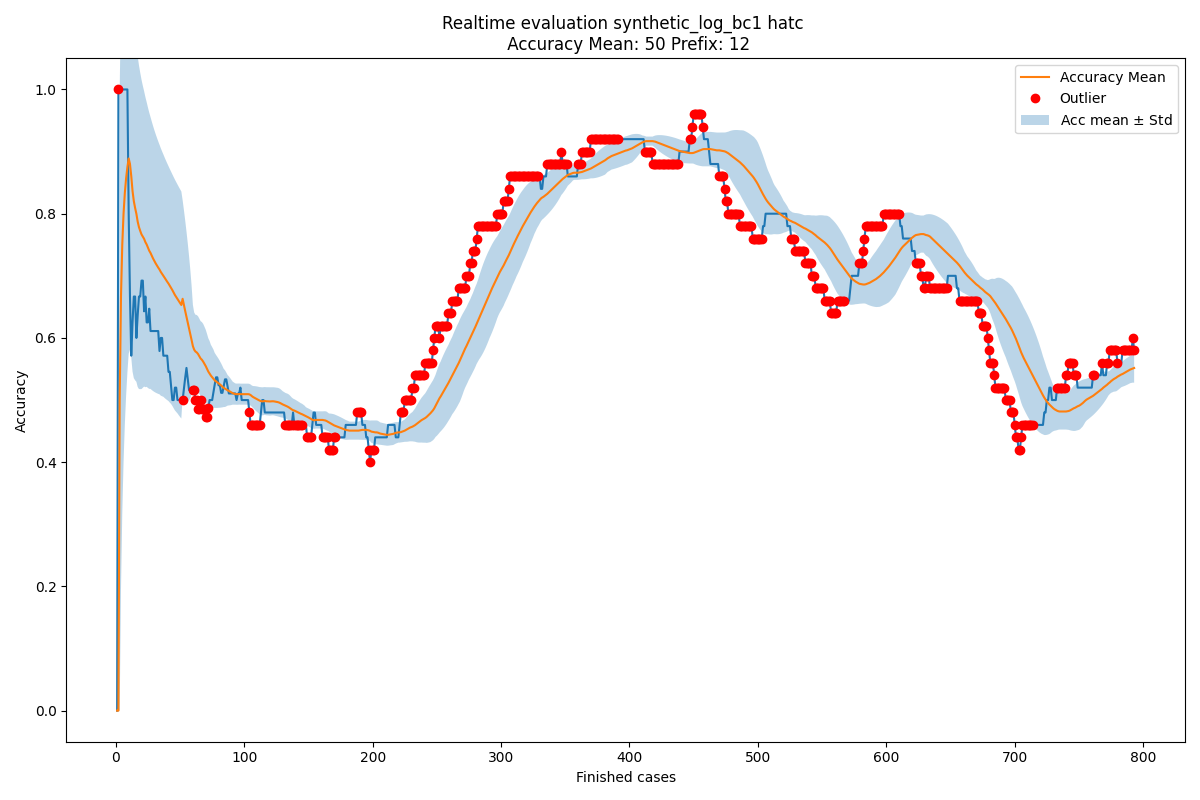 Realtime evaluation synthetic_log_bc1 hatc
Accuracy Mean: 50 Prefix: 12
Accuracy Mean
Outlier
Acc mean ± Std
1.0
0.8
0.6
0.4
0.2
0.0
Accuracy
0 100 200 300 400 500 600 700 800
Finished cases